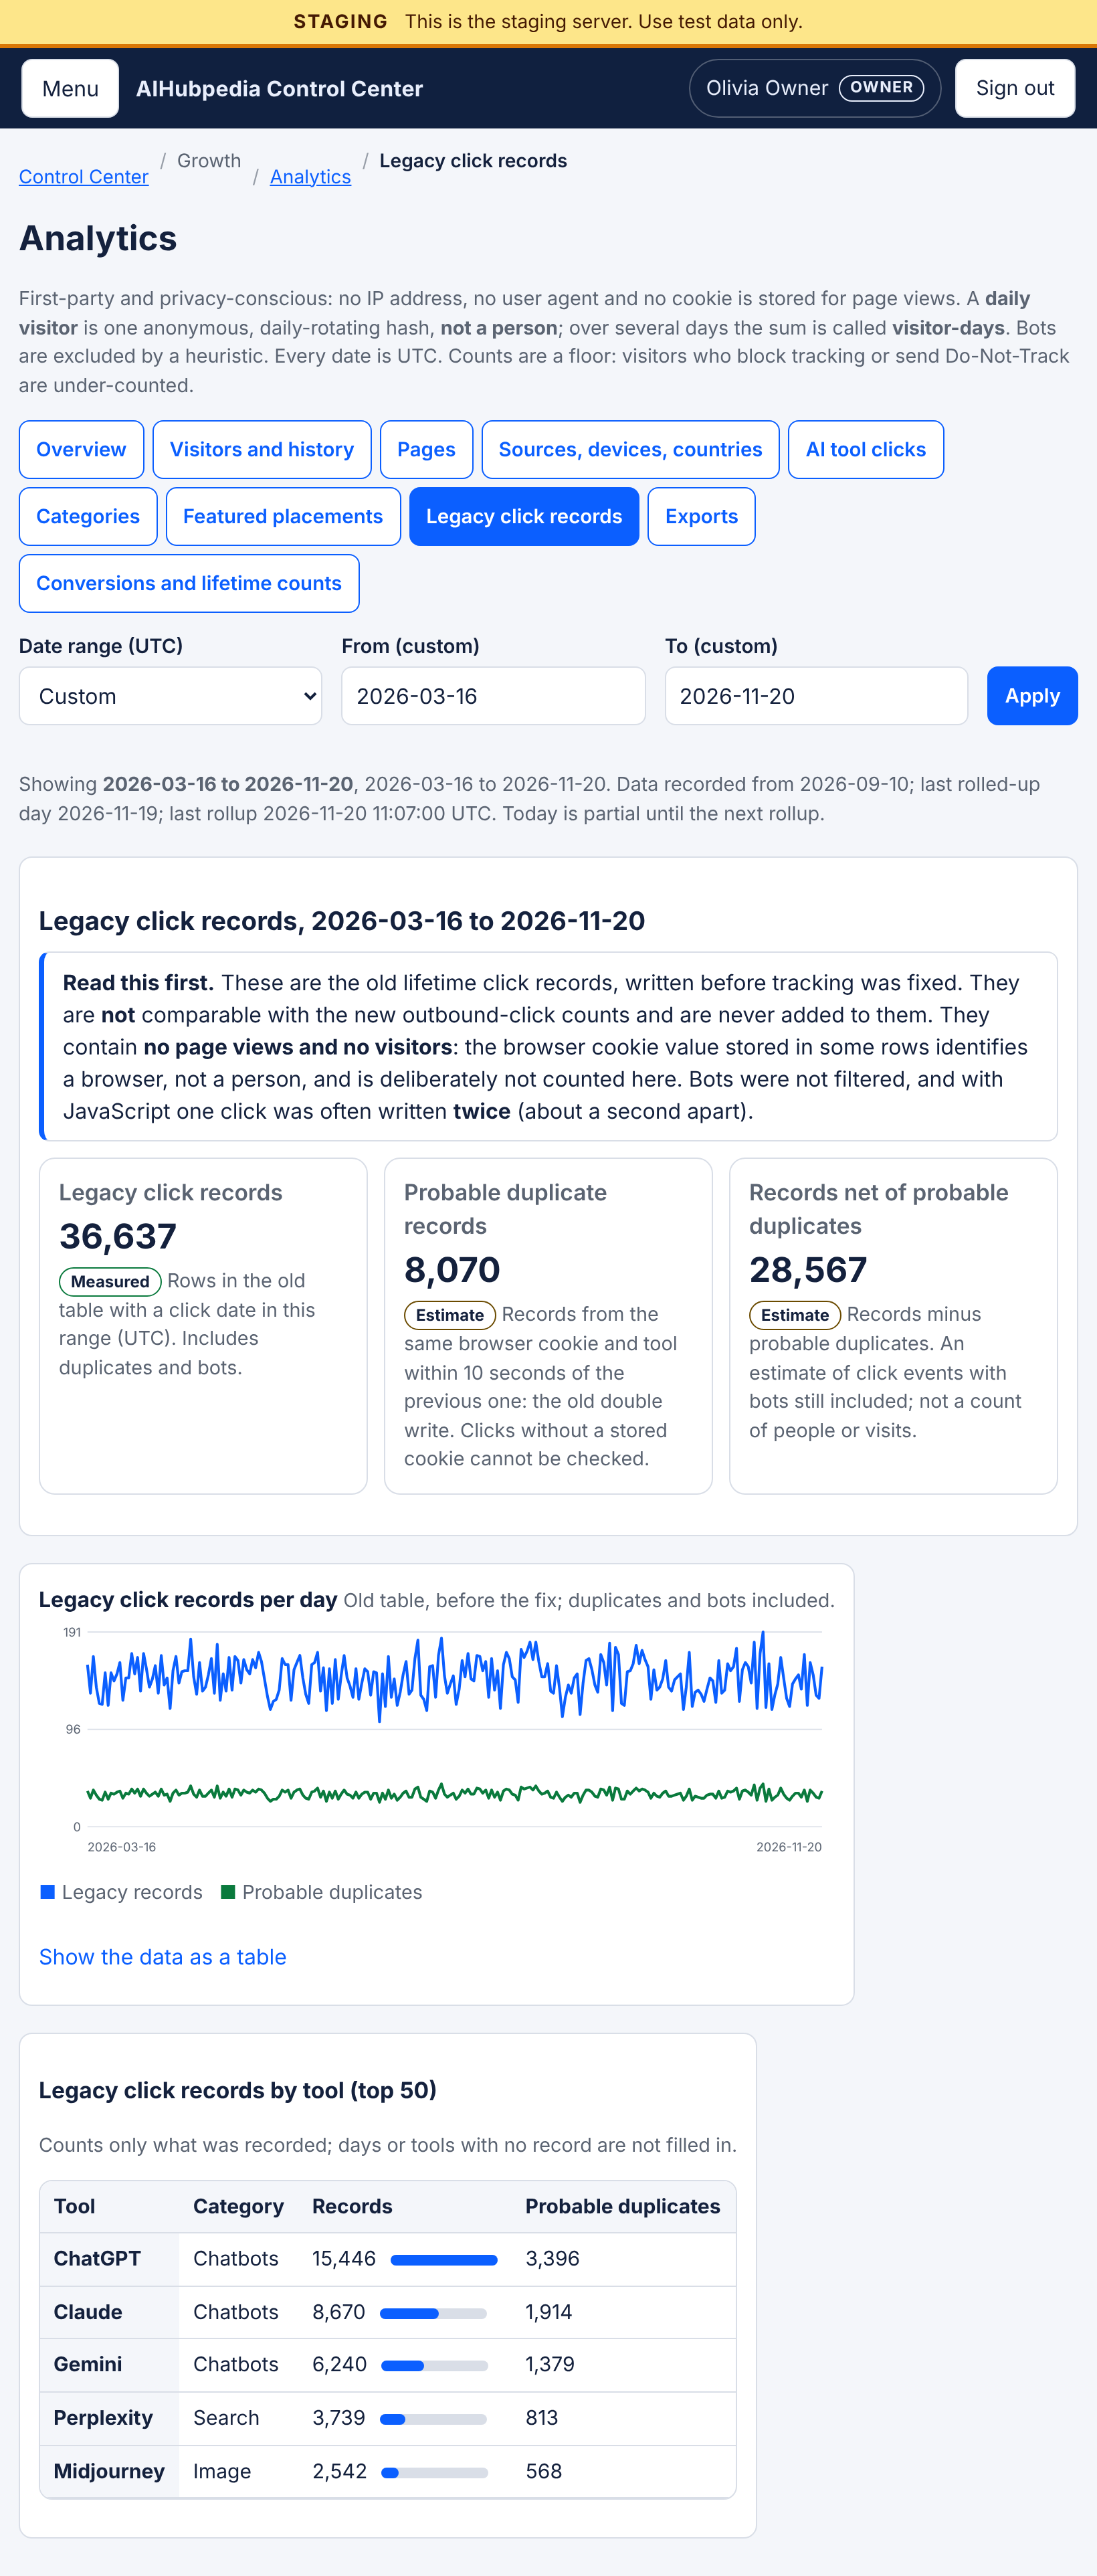 STAGING This is the staging server. Use test data only.
Menu AIHubpedia Control Center Olivia Owner OWNER Sign out
Control Center / Growth / Analytics / Legacy click records
Analytics
First-party and privacy-conscious: no IP address, no user agent and no cookie is stored for page views. A daily
visitor is one anonymous, daily-rotating hash, not a person; over several days the sum is called visitor-days. Bots
are excluded by a heuristic. Every date is UTC. Counts are a floor: visitors who block tracking or send Do-Not-Track
are under-counted.
Overview Visitors and history Pages Sources, devices, countries AI tool clicks
Categories Featured placements Legacy click records Exports
Conversions and lifetime counts
Date range (UTC) From (custom) To (custom)
Custom 2026-03-16 2026-11-20 Apply
Showing 2026-03-16 to 2026-11-20, 2026-03-16 to 2026-11-20. Data recorded from 2026-09-10; last rolled-up
day 2026-11-19; last rollup 2026-11-20 11:07:00 UTC. Today is partial until the next rollup.
Legacy click records, 2026-03-16 to 2026-11-20
Read this first. These are the old lifetime click records, written before tracking was fixed. They
are not comparable with the new outbound-click counts and are never added to them. They
contain no page views and no visitors: the browser cookie value stored in some rows identifies
a browser, not a person, and is deliberately not counted here. Bots were not filtered, and with
JavaScript one click was often written twice (about a second apart).
Legacy click records
36,637
Measured Rows in the old
table with a click date in this
range (UTC). Includes
duplicates and bots.
Probable duplicate
records
8,070
Estimate Records from the
same browser cookie and tool
within 10 seconds of the
previous one: the old double
write. Clicks without a stored
cookie cannot be checked.
Records net of probable
duplicates
28,567
Estimate Records minus
probable duplicates. An
estimate of click events with
bots still included; not a count
of people or visits.
Legacy click records per day Old table, before the fix; duplicates and bots included.
191
96
0
2026-03-16 2026-11-20
Legacy records Probable duplicates
Show the data as a table
Legacy click records by tool (top 50)
Counts only what was recorded; days or tools with no record are not filled in.
Tool Category Records Probable duplicates
ChatGPT Chatbots 15,446 3,396
Claude Chatbots 8,670 1,914
Gemini Chatbots 6,240 1,379
Perplexity Search 3,739 813
Midjourney Image 2,542 568